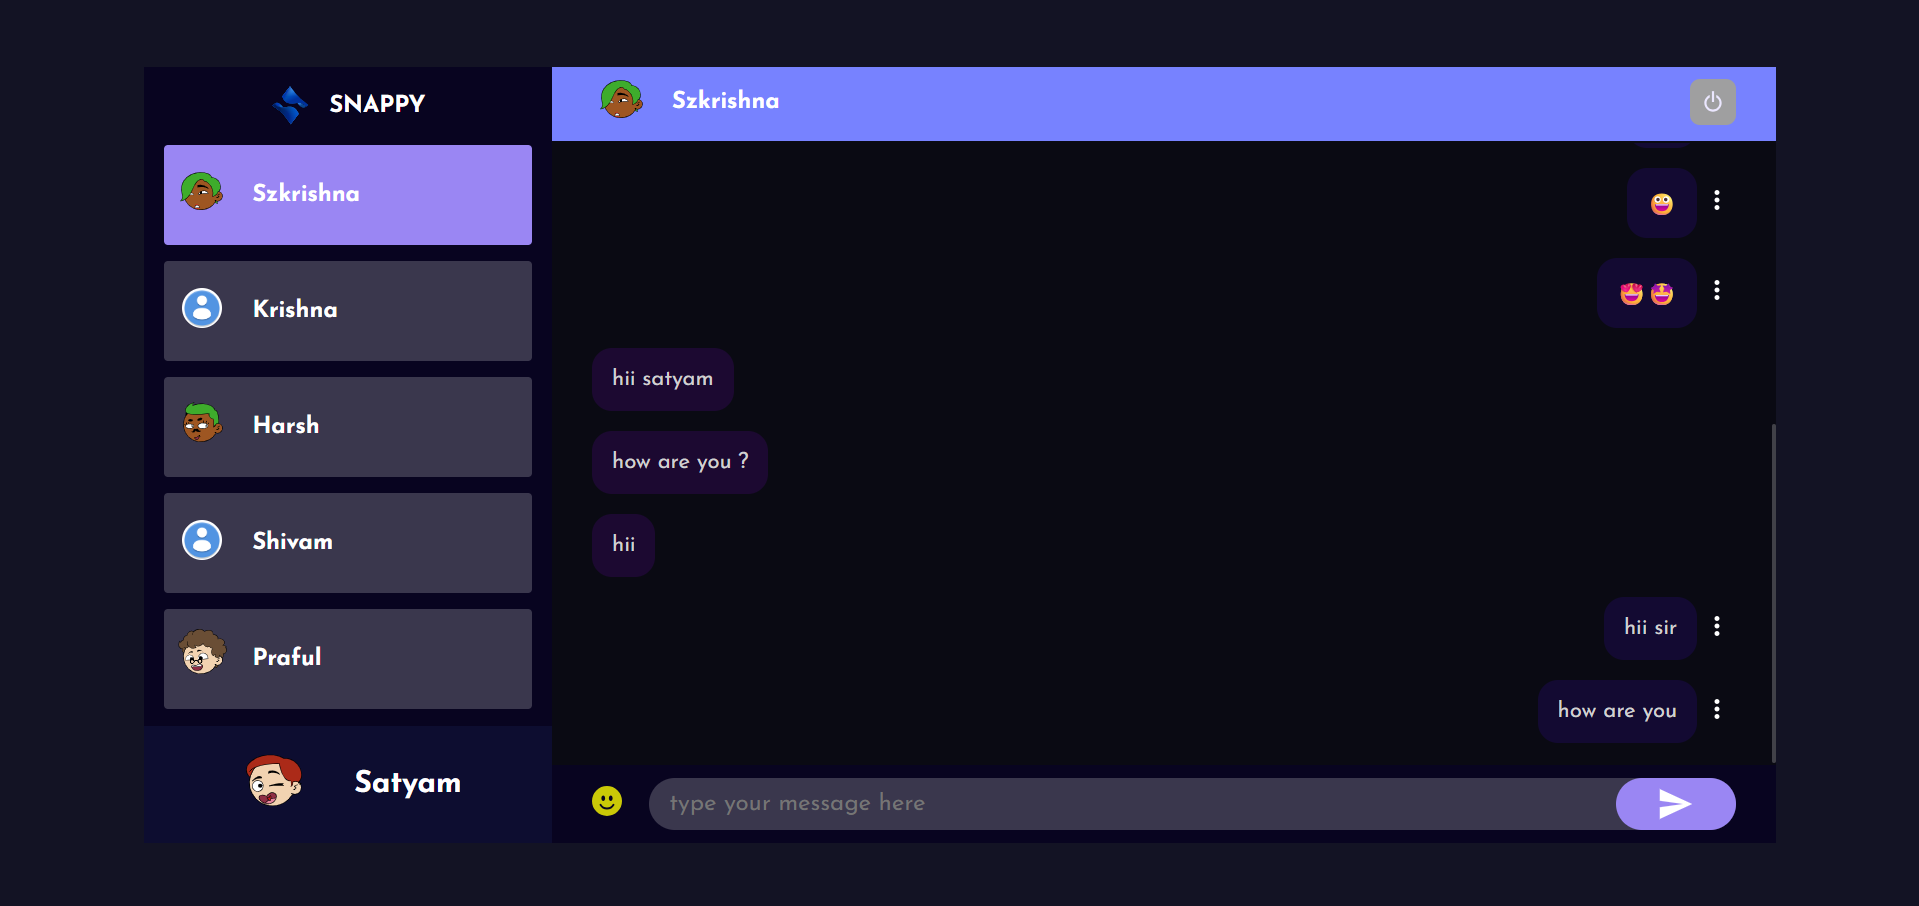 SNAPPY
Szkrishna
Krishna
Harsh
Shivam
Praful
Satyam
Szkrishna
😀
😍🤩
hii satyam
how are you ?
hii
hii sir
how are you
type your message here